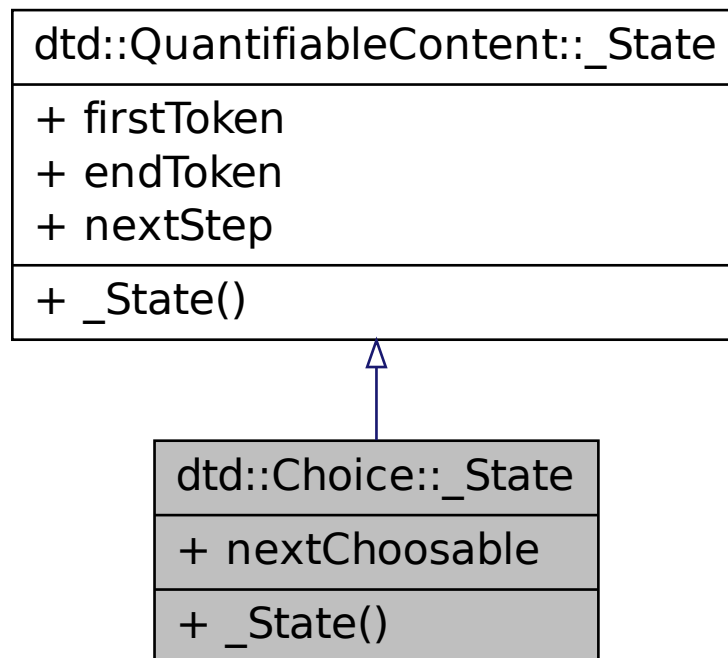 dtd::QuantifiableContent::_State
+ firstToken
+ endToken
+ nextStep
+ _State()
dtd::Choice::_State
+ nextChoosable
+ _State()